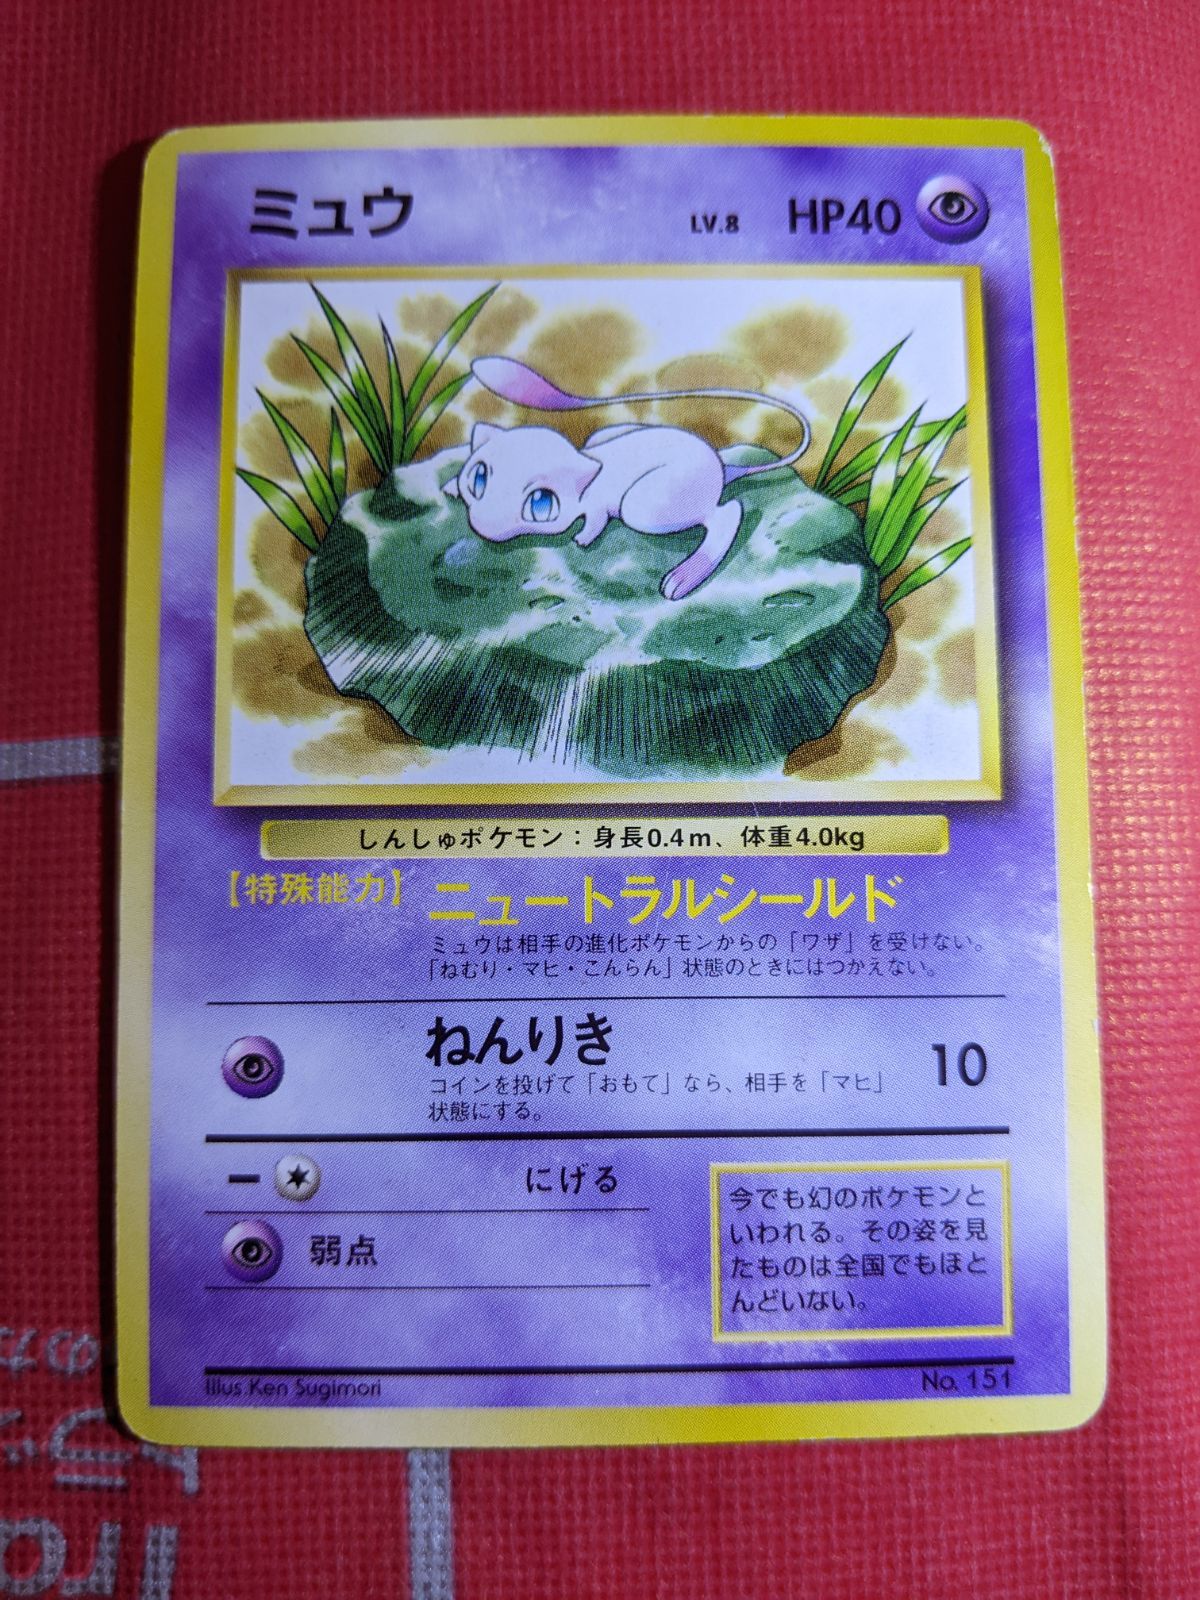 ミュウ LV.8 HP40
しんしゅポケモン：身長0.4m、体重4.0kg
【特殊能力】ニュートラルシールド
ミュウは相手の進化ポケモンからの「ワザ」を受けない。
「ねむり・マヒ・こんらん」状態のときにはつかえない。
ねんりき 10
コインを投げて「おもて」なら、相手を「マヒ」
状態にする。
ー にげる
弱点
今でも幻のポケモンと
いわれる。その姿を見
たものは全国でもほと
んどいない。
Illus.Ken Sugimori No. 151